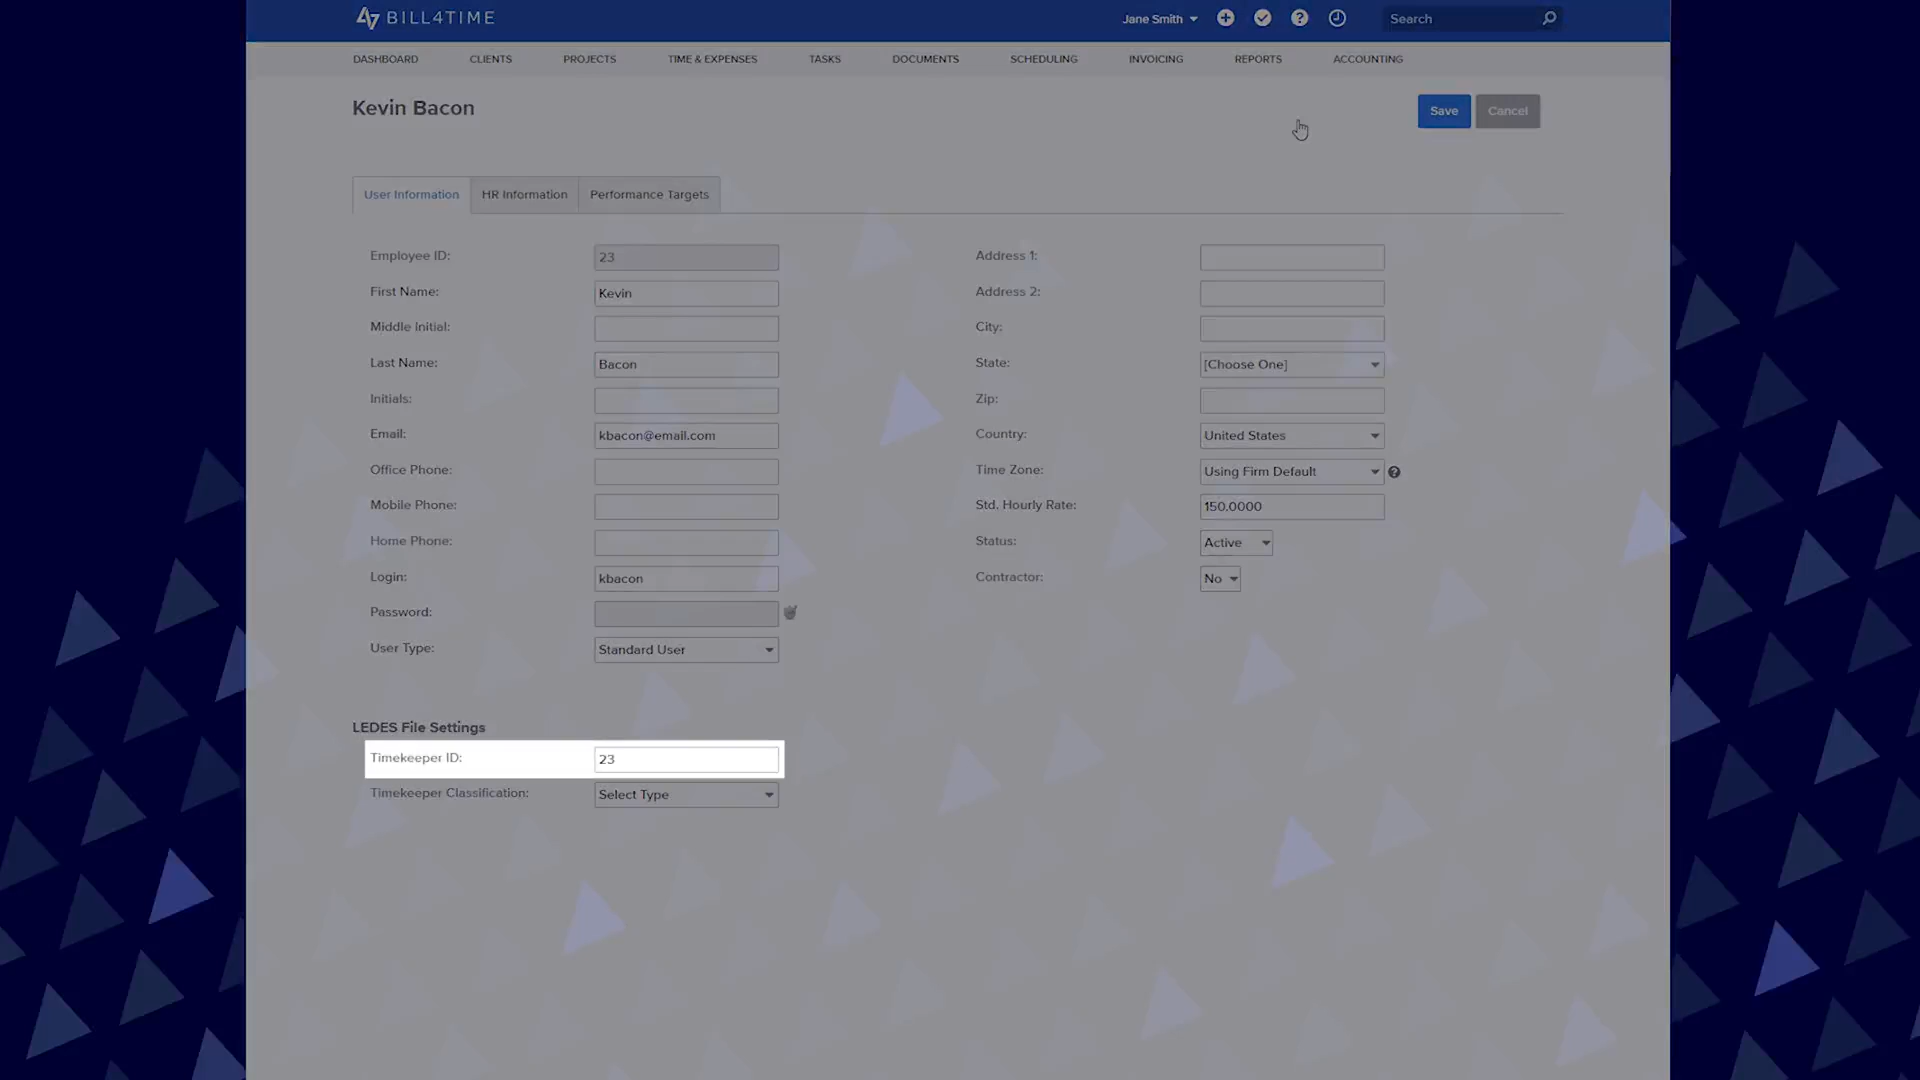 BILL4TIME
Jane Smith
Search
DASHBOARD CLIENTS PROJECTS TIME & EXPENSES TASKS DOCUMENTS SCHEDULING INVOICING REPORTS ACCOUNTING
Kevin Bacon
Save Cancel
User Information HR Information Performance Targets
Employee ID: 23
First Name: Kevin
Middle Initial:
Last Name: Bacon
Initials:
Email: kbacon@email.com
Office Phone:
Mobile Phone:
Home Phone:
Login: kbacon
Password:
User Type: Standard User
Address 1:
Address 2:
City:
State: [Choose One]
Zip:
Country: United States
Time Zone: Using Firm Default ?
Std. Hourly Rate: 150.0000
Status: Active
Contractor: No
LEDES File Settings
Timekeeper ID: 23
Timekeeper Classification: Select Type